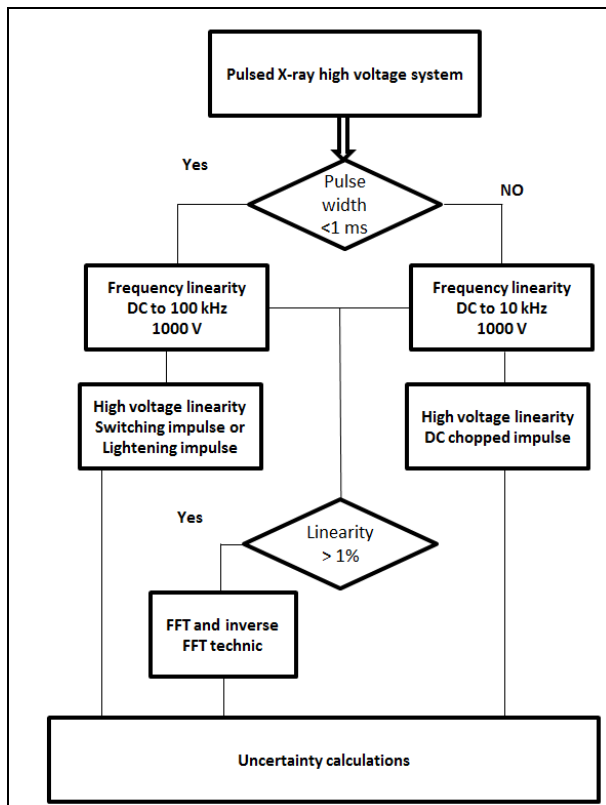 Pulsed X-ray high voltage system
Yes
Pulse
width
<1 ms
NO
Frequency linearity
DC to 100 kHz
1000 V
Frequency linearity
DC to 10 kHz
1000 V
High voltage linearity
Switching impulse or
Lightening impulse
High voltage linearity
DC chopped impulse
Yes
Linearity
> 1%
FFT and inverse
FFT technic
Uncertainty calculations